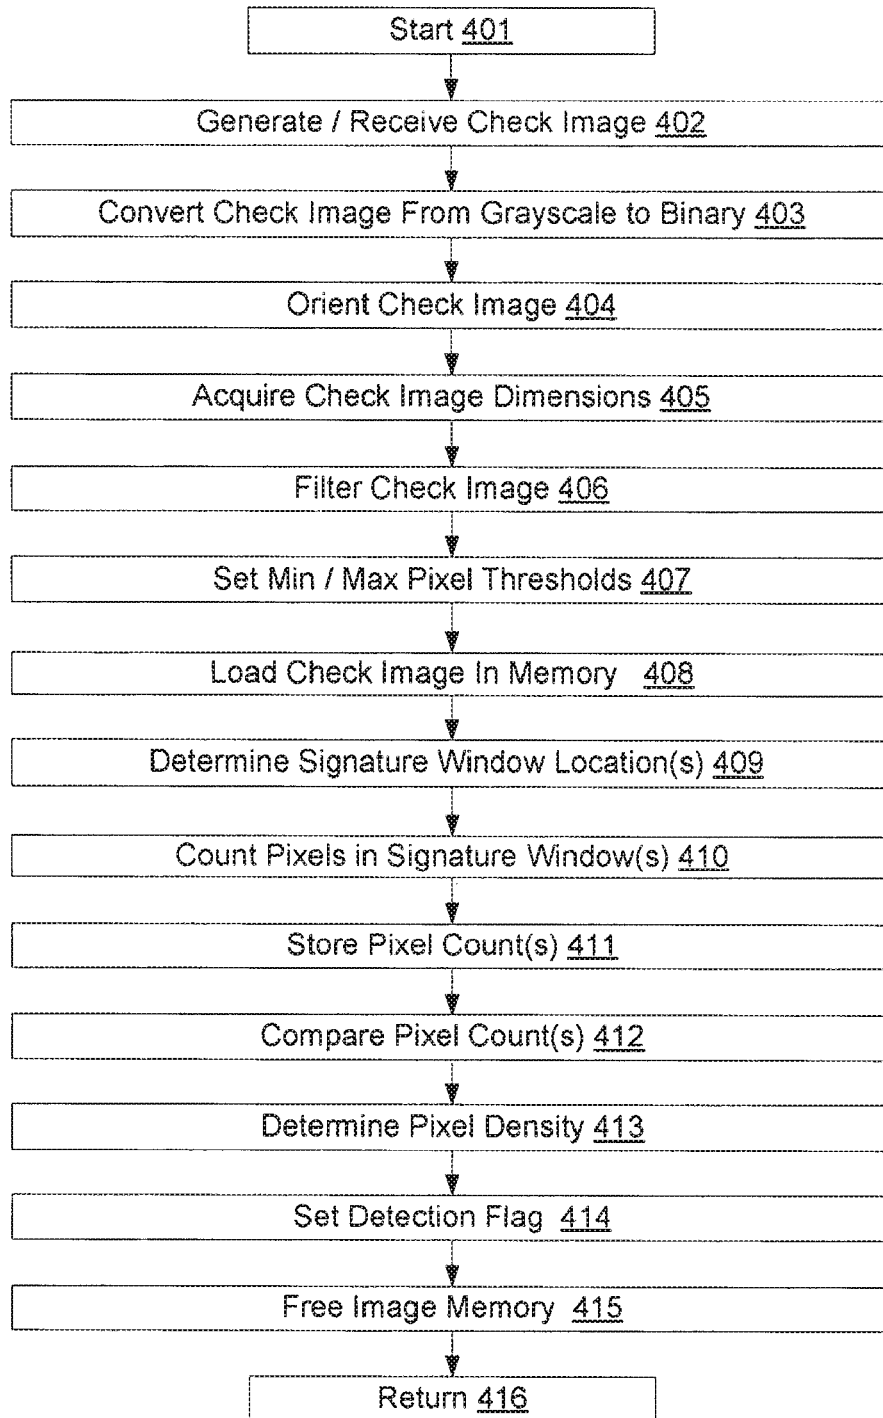 Start 401
Generate / Receive Check Image 402
Convert Check Image From Grayscale to Binary 403
Orient Check Image 404
Acquire Check Image Dimensions 405
Filter Check Image 406
Set Min / Max Pixel Thresholds 407
Load Check Image In Memory 408
Determine Signature Window Location(s) 409
Count Pixels in Signature Window(s) 410
Store Pixel Count(s) 411
Compare Pixel Count(s) 412
Determine Pixel Density 413
Set Detection Flag 414
Free Image Memory 415
Return 416